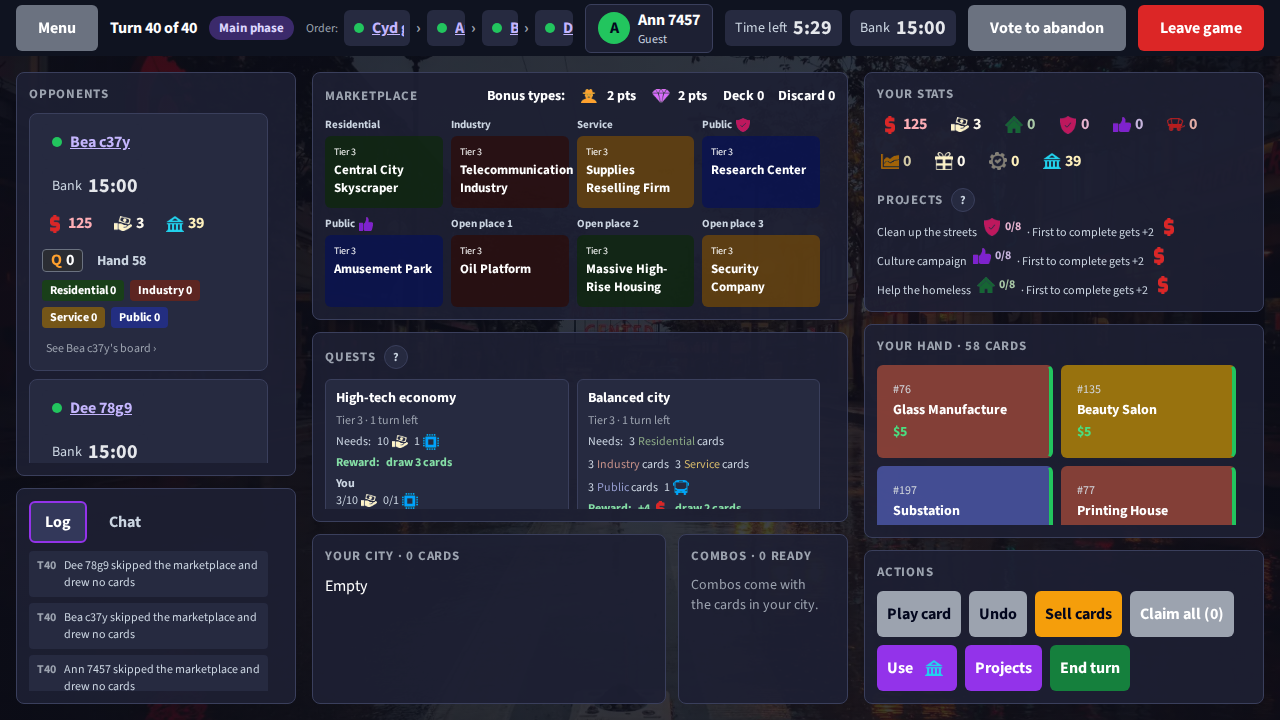 Menu
Turn 40 of 40
Main phase
Order:
›
A
›
B
›
D
A
Ann 7457
Guest
Time left 5:29
Bank 15:00
Vote to abandon
Leave game
OPPONENTS
Bea c37y
Bank 15:00
125 3 39
Q 0 Hand 58
Residential 0 Industry 0
Service 0 Public 0
See Bea c37y's board ›
Dee 78g9
Bank 15:00
Log Chat
T40 Dee 78g9 skipped the marketplace and
drew no cards
T40 Bea c37y skipped the marketplace and
drew no cards
T40 Ann 7457 skipped the marketplace and
drew no cards
MARKETPLACE Bonus types: 2 pts 2 pts Deck 0 Discard 0
Residential Industry Service Public
Tier 3
Central City
Skyscraper
Tier 3
Telecommunication
Industry
Tier 3
Supplies
Reselling Firm
Tier 3
Research Center
Public Open place 1 Open place 2 Open place 3
Tier 3
Amusement Park
Tier 3
Oil Platform
Tier 3
Massive High-
Rise Housing
Tier 3
Security
Company
QUESTS ?
High-tech economy
Tier 3 · 1 turn left
Needs: 10 1
Reward: draw 3 cards
You
3/10 0/1
Balanced city
Tier 3 · 1 turn left
Needs: 3 Residential cards
3 Industry cards 3 Service cards
3 Public cards 1
Reward: +4 draw 2 cards
YOUR CITY · 0 CARDS
Empty
COMBOS · 0 READY
Combos come with
the cards in your city.
YOUR STATS
125 3 0 0 0 0
0 0 0 39
PROJECTS ?
Clean up the streets 0/8 · First to complete gets +2
Culture campaign 0/8 · First to complete gets +2
Help the homeless 0/8 · First to complete gets +2
YOUR HAND · 58 CARDS
#76
Glass Manufacture
$5
#135
Beauty Salon
$5
#197
Substation
#77
Printing House
ACTIONS
Play card Undo Sell cards Claim all (0)
Use Projects End turn